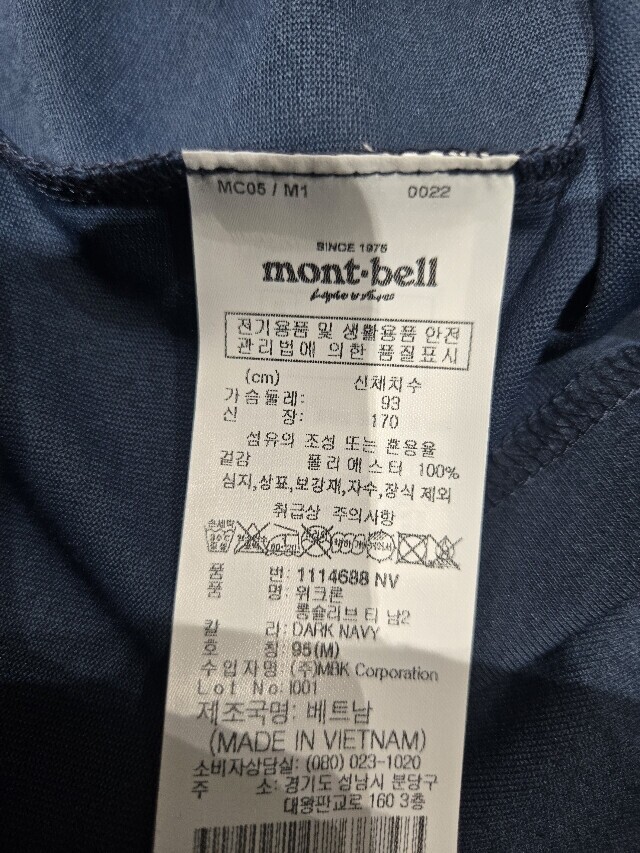 MC05 / M1 0022
SINCE 1975
mont·bell
전기용품 및 생활용품 안전
관리법에 의한 품질표시
(cm) 신체치수
가슴둘레: 93
신 장: 170
섬유의 조성 또는 혼용율
겉감 폴리에스터 100%
심지,상표,보강재,자수,장식 제외
취급상 주의사항
손세탁
품 번: 1114688 NV
품 명: 위크론
롱슬리브 티 남2
칼 라: DARK NAVY
호 칭: 95(M)
수입자명: (주)MBK Corporation
Lot No: I001
제조국명: 베트남
(MADE IN VIETNAM)
소비자상담실: (080) 023-1020
주 소: 경기도 성남시 분당구
대왕판교로 160 3층